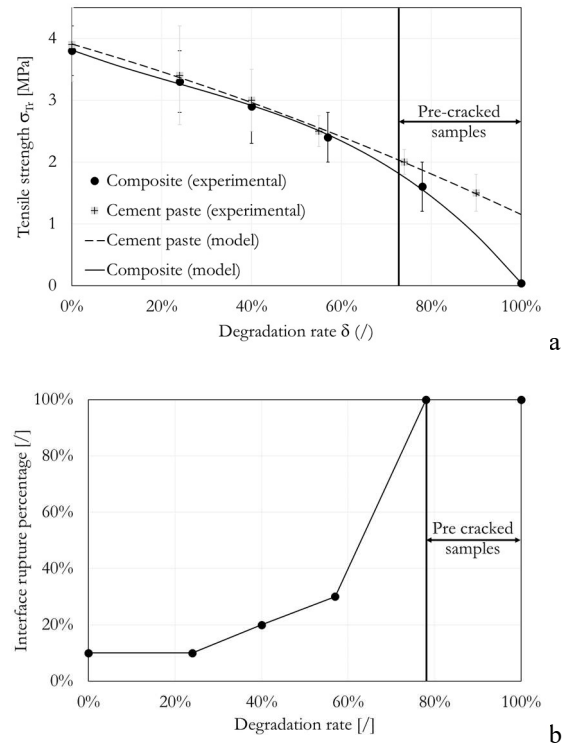 4
3
2
1
0
Tensile strength σTr [MPa]
Pre-cracked
samples
Composite (experimental)
Cement paste (experimental)
Cement paste (model)
Composite (model)
0% 20% 40% 60% 80% 100%
Degradation rate δ (/)
a
100%
80%
60%
40%
20%
0%
Interface rupture percentage [/]
Pre cracked
samples
0% 20% 40% 60% 80% 100%
Degradation rate [/]
b